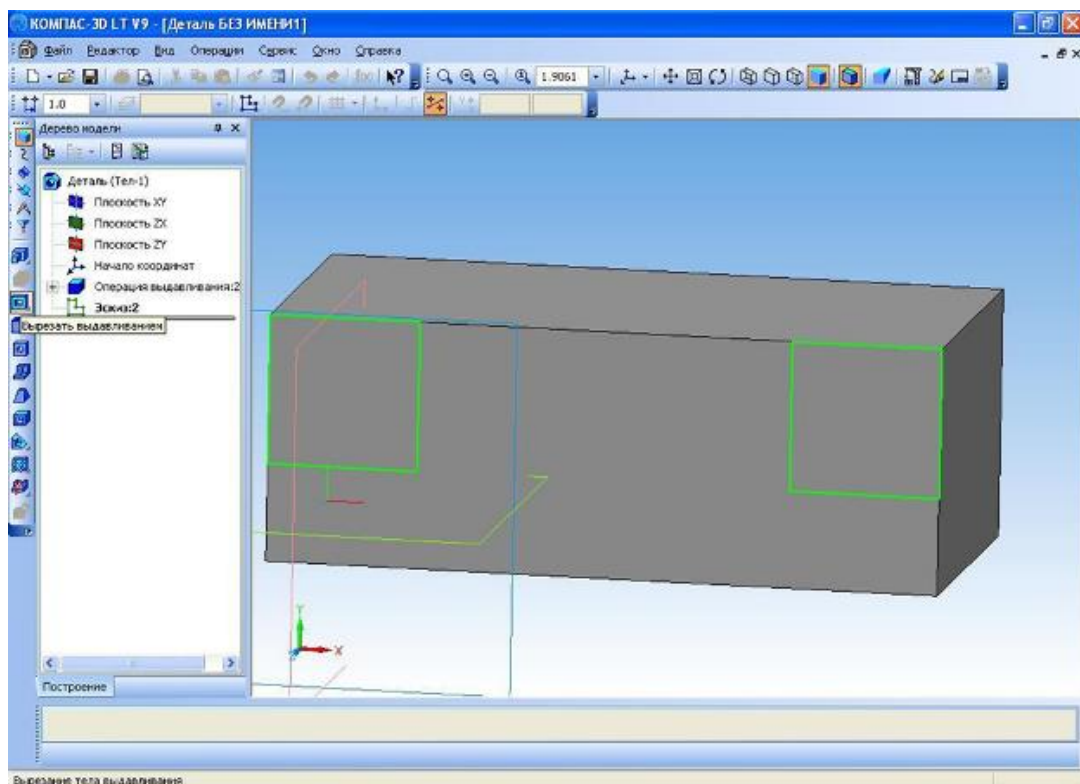 КОМПАС-3D LT V9 - [Деталь БЕЗ ИМЕНИ1]
Файл Редактор Вид Операции Сервис Окно Справка
1.9061
1.0
Дерево модели
Деталь (Тел-1)
Плоскость XY
Плоскость ZX
Плоскость ZY
Начало координат
Операция выдавливания:2
Эскиз:2
Вырезать выдавливанием
Y
X
Построение
Вырезание тела выдавливания